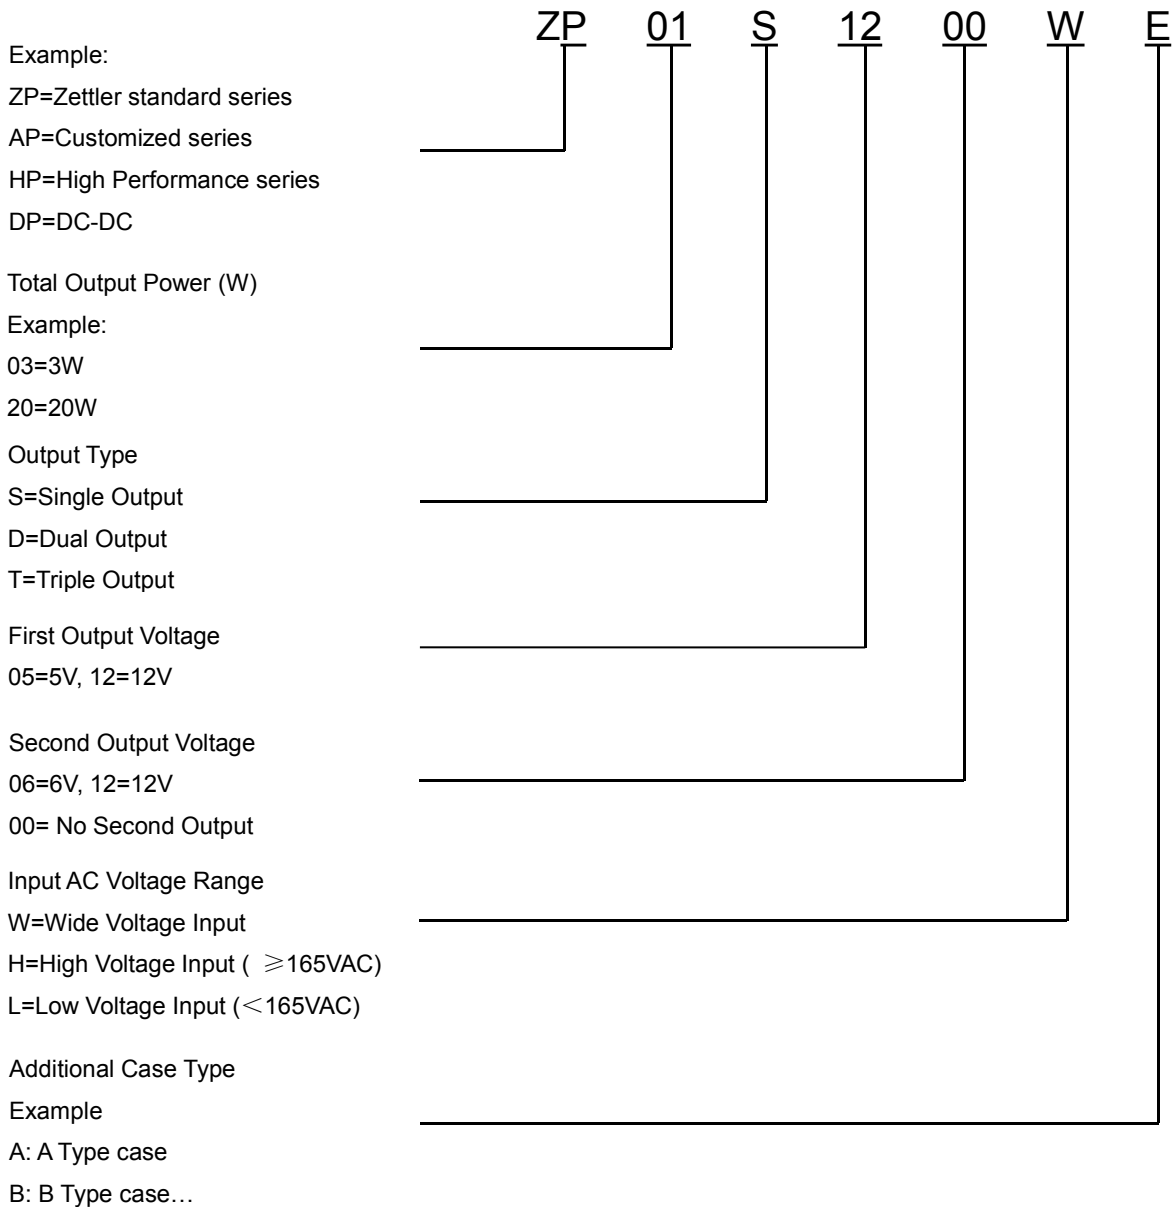 ZP 01 S 12 00 W E
Example:
ZP=Zettler standard series
AP=Customized series
HP=High Performance series
DP=DC-DC
Total Output Power (W)
Example:
03=3W
20=20W
Output Type
S=Single Output
D=Dual Output
T=Triple Output
First Output Voltage
05=5V, 12=12V
Second Output Voltage
06=6V, 12=12V
00= No Second Output
Input AC Voltage Range
W=Wide Voltage Input
H=High Voltage Input ( ≥165VAC)
L=Low Voltage Input (<165VAC)
Additional Case Type
Example
A: A Type case
B: B Type case…